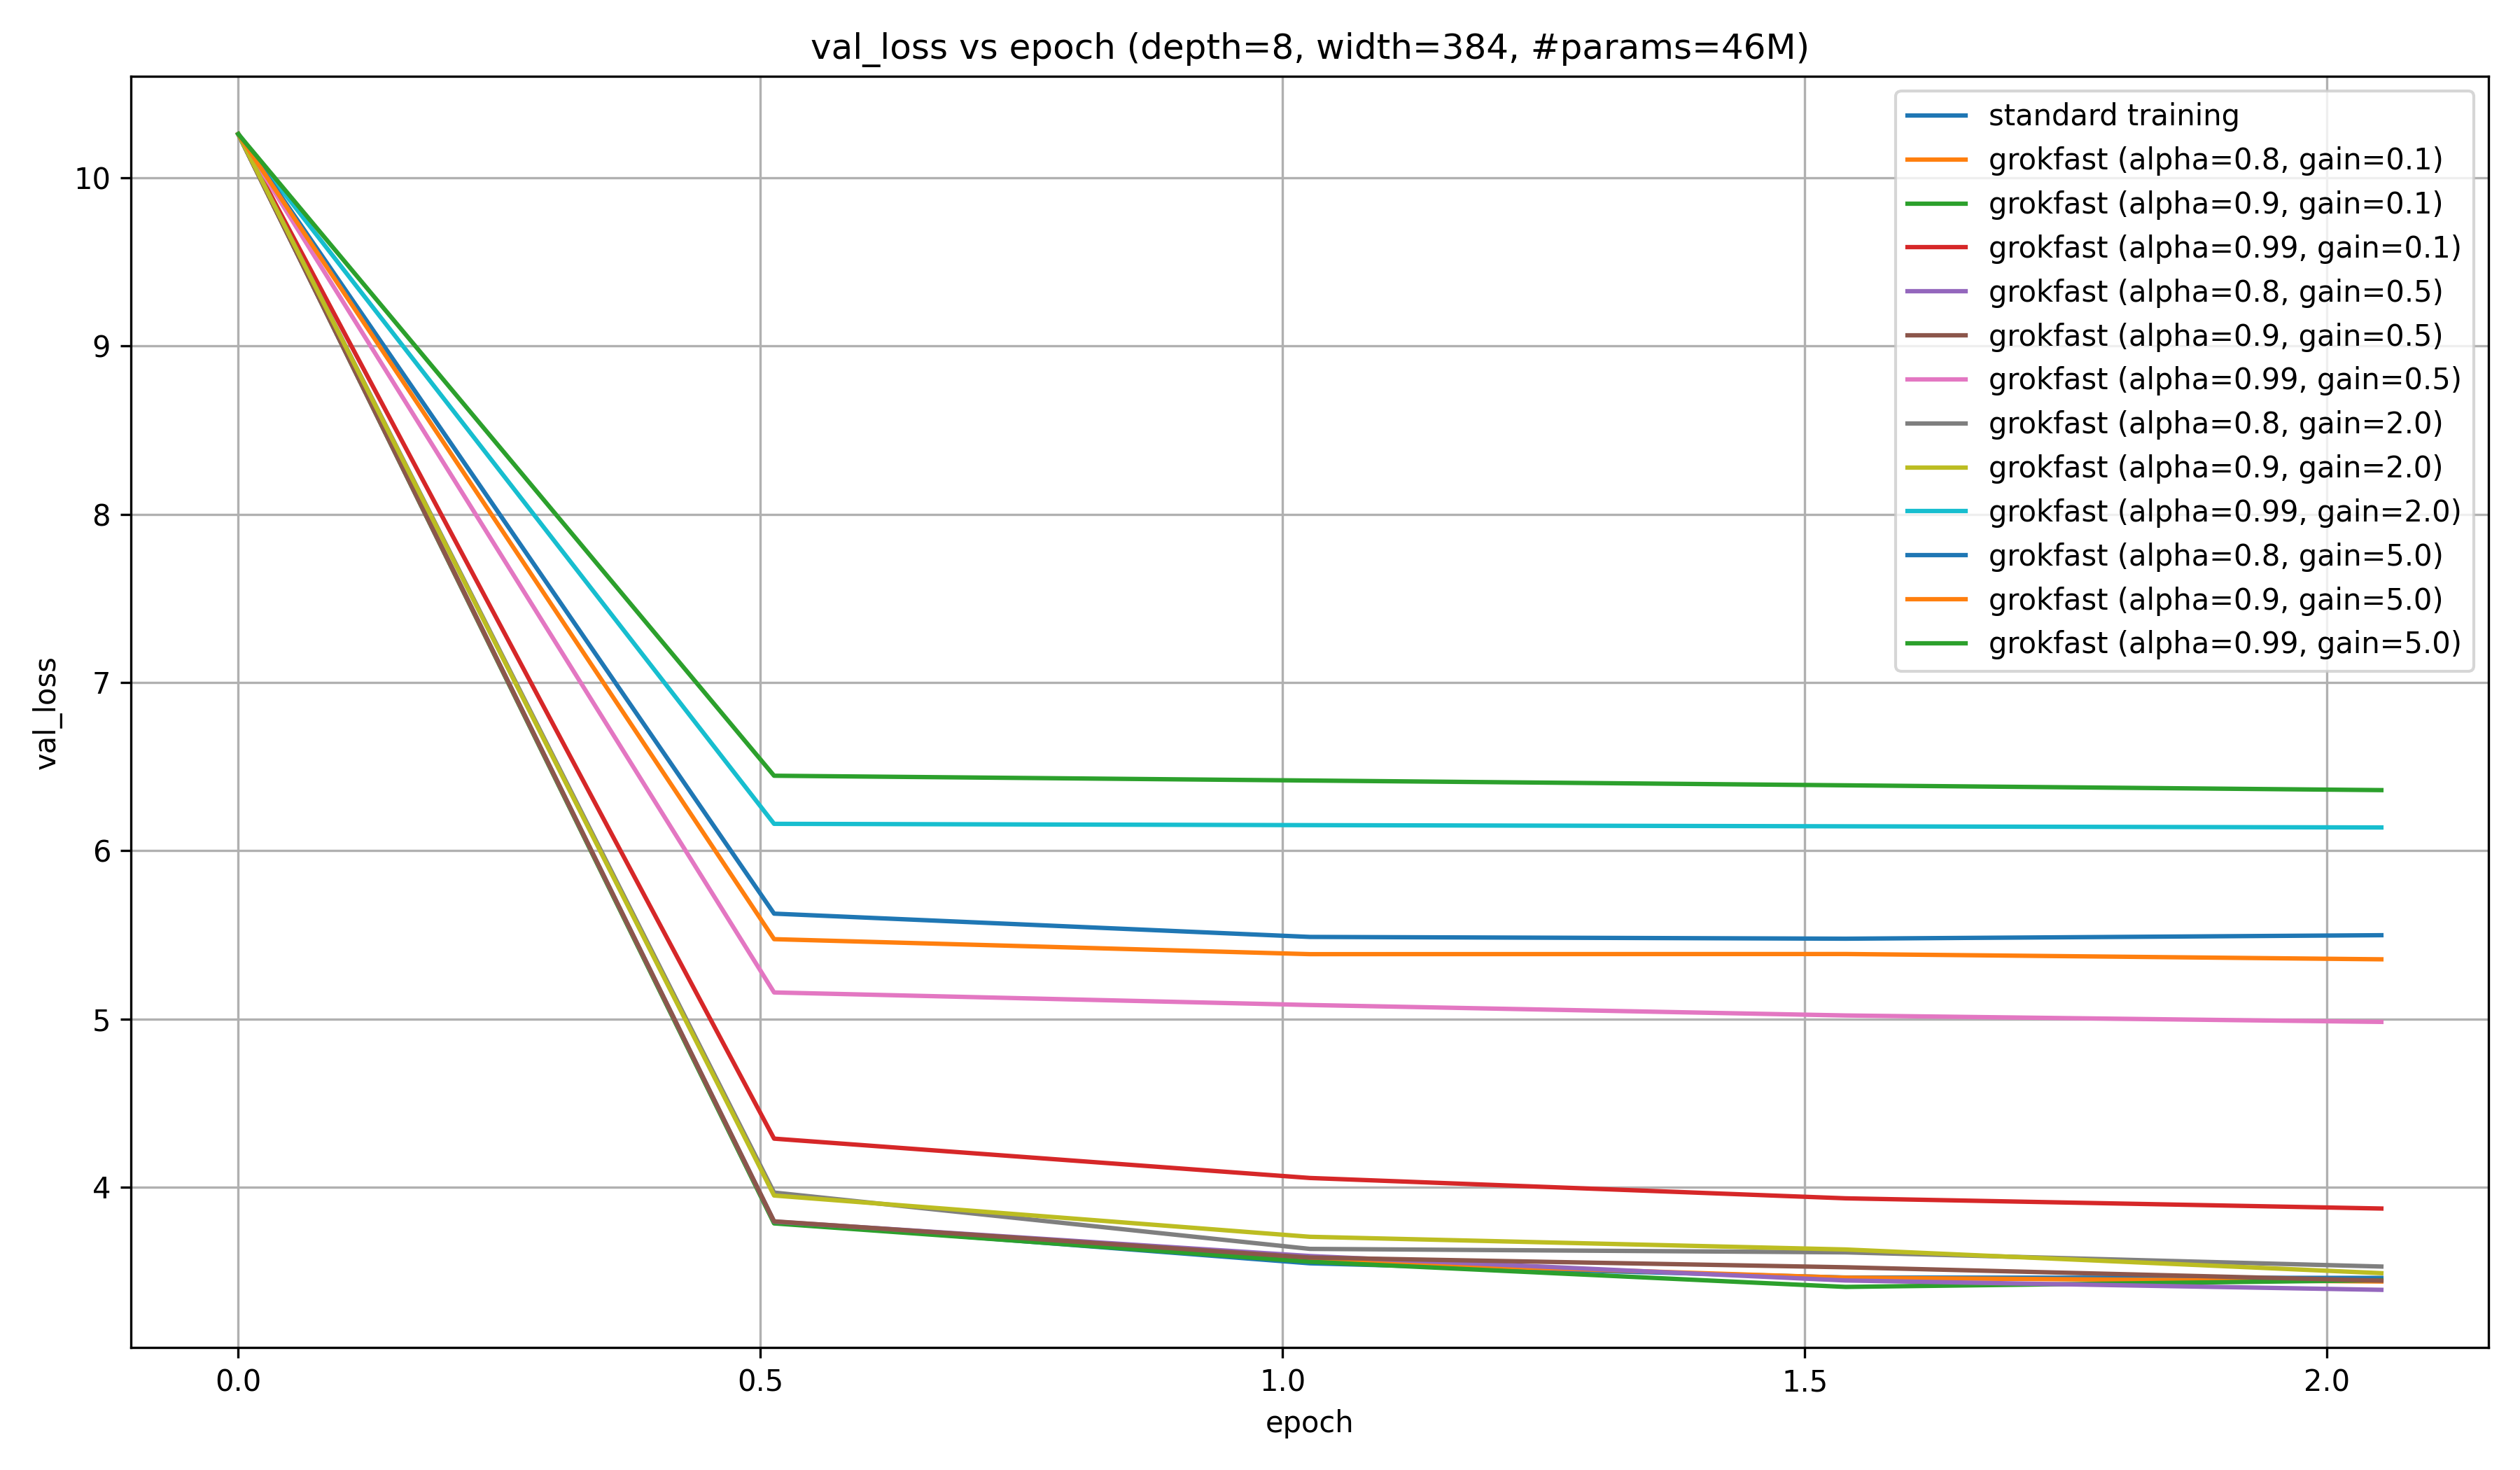 val_loss vs epoch (depth=8, width=384, #params=46M)
standard training
grokfast (alpha=0.8, gain=0.1)
grokfast (alpha=0.9, gain=0.1)
grokfast (alpha=0.99, gain=0.1)
grokfast (alpha=0.8, gain=0.5)
grokfast (alpha=0.9, gain=0.5)
grokfast (alpha=0.99, gain=0.5)
grokfast (alpha=0.8, gain=2.0)
grokfast (alpha=0.9, gain=2.0)
grokfast (alpha=0.99, gain=2.0)
grokfast (alpha=0.8, gain=5.0)
grokfast (alpha=0.9, gain=5.0)
grokfast (alpha=0.99, gain=5.0)
val_loss
10
9
8
7
6
5
4
0.0 0.5 1.0 1.5 2.0
epoch